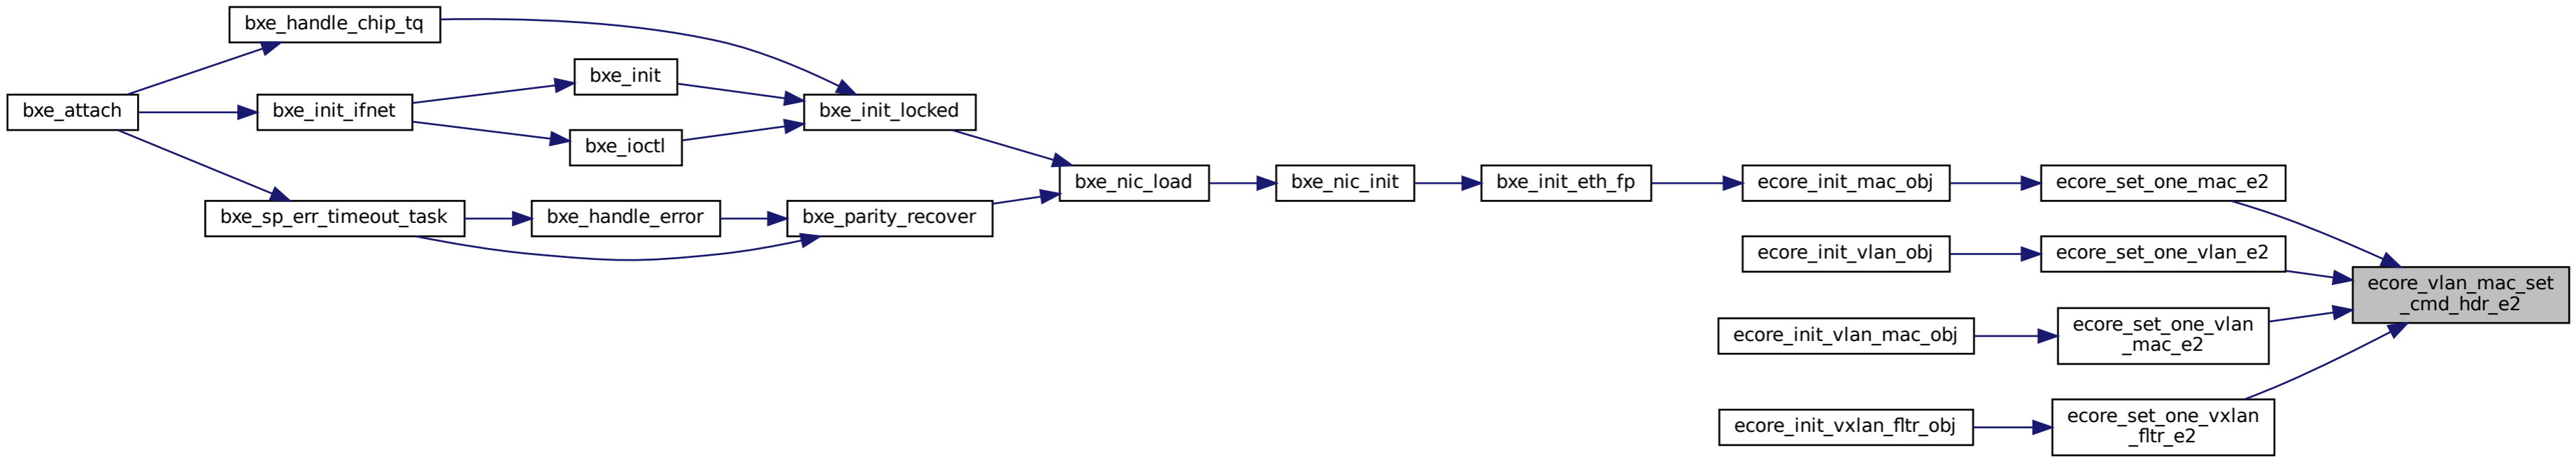 bxe_handle_chip_tq
bxe_init
bxe_attach
bxe_init_ifnet
bxe_init_locked
bxe_ioctl
bxe_nic_load
bxe_nic_init
bxe_init_eth_fp
ecore_init_mac_obj
ecore_set_one_mac_e2
bxe_sp_err_timeout_task
bxe_handle_error
bxe_parity_recover
ecore_init_vlan_obj
ecore_set_one_vlan_e2
ecore_vlan_mac_set
_cmd_hdr_e2
ecore_init_vlan_mac_obj
ecore_set_one_vlan
_mac_e2
ecore_init_vxlan_fltr_obj
ecore_set_one_vxlan
_fltr_e2